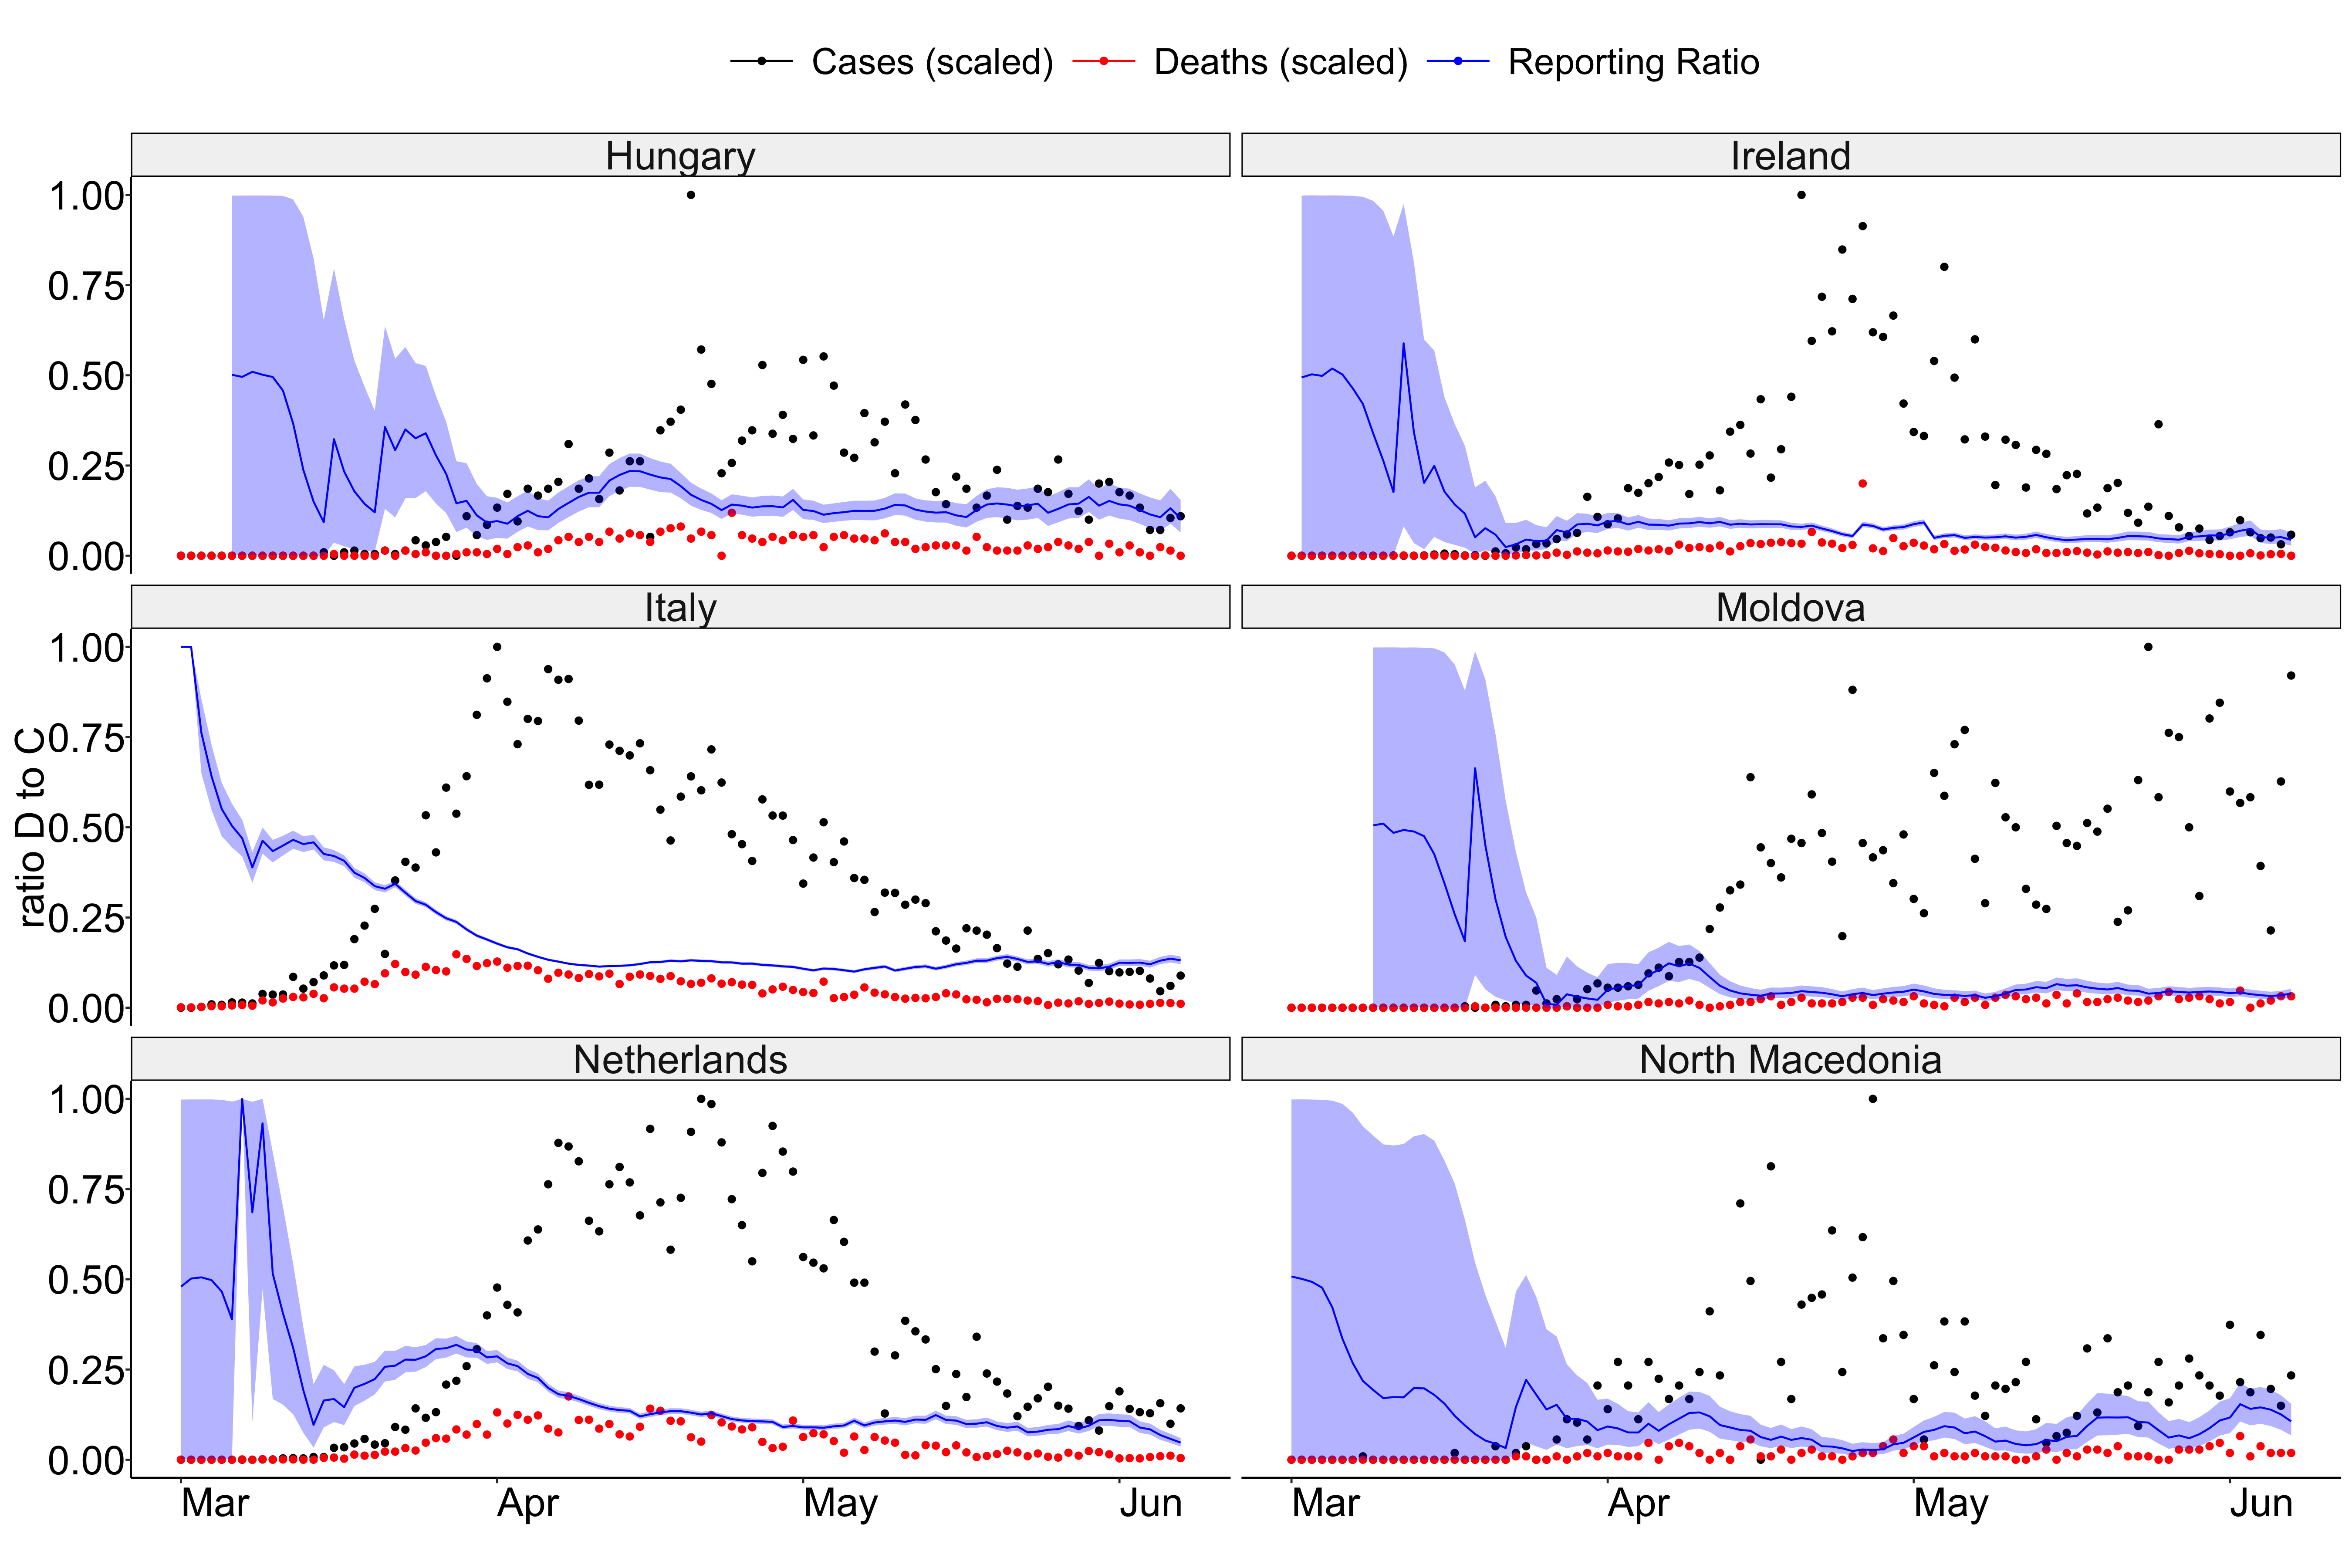 Cases (scaled) Deaths (scaled) Reporting Ratio
Hungary Ireland
1.00
0.75
0.50
0.25
0.00
Italy Moldova
1.00
0.75
0.50
0.25
0.00
ratio D to C
Netherlands North Macedonia
1.00
0.75
0.50
0.25
0.00
Mar Apr May Jun Mar Apr May Jun